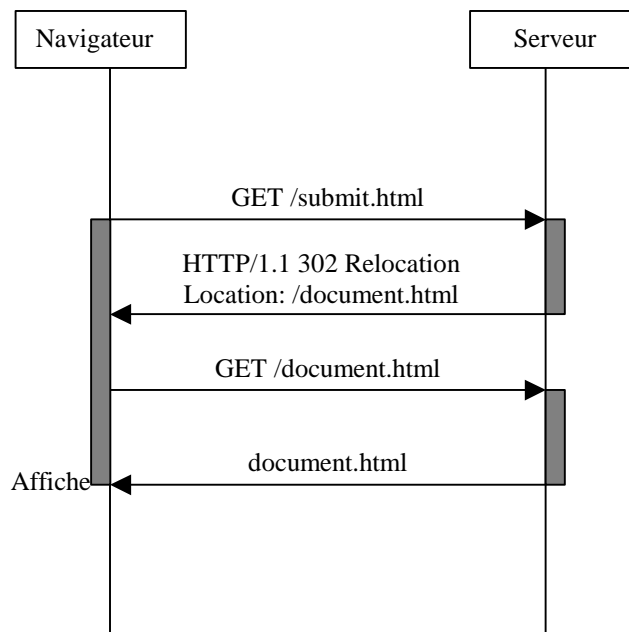 Navigateur
Serveur
GET /submit.html
HTTP/1.1 302 Relocation
Location: /document.html
GET /document.html
document.html
Affiche